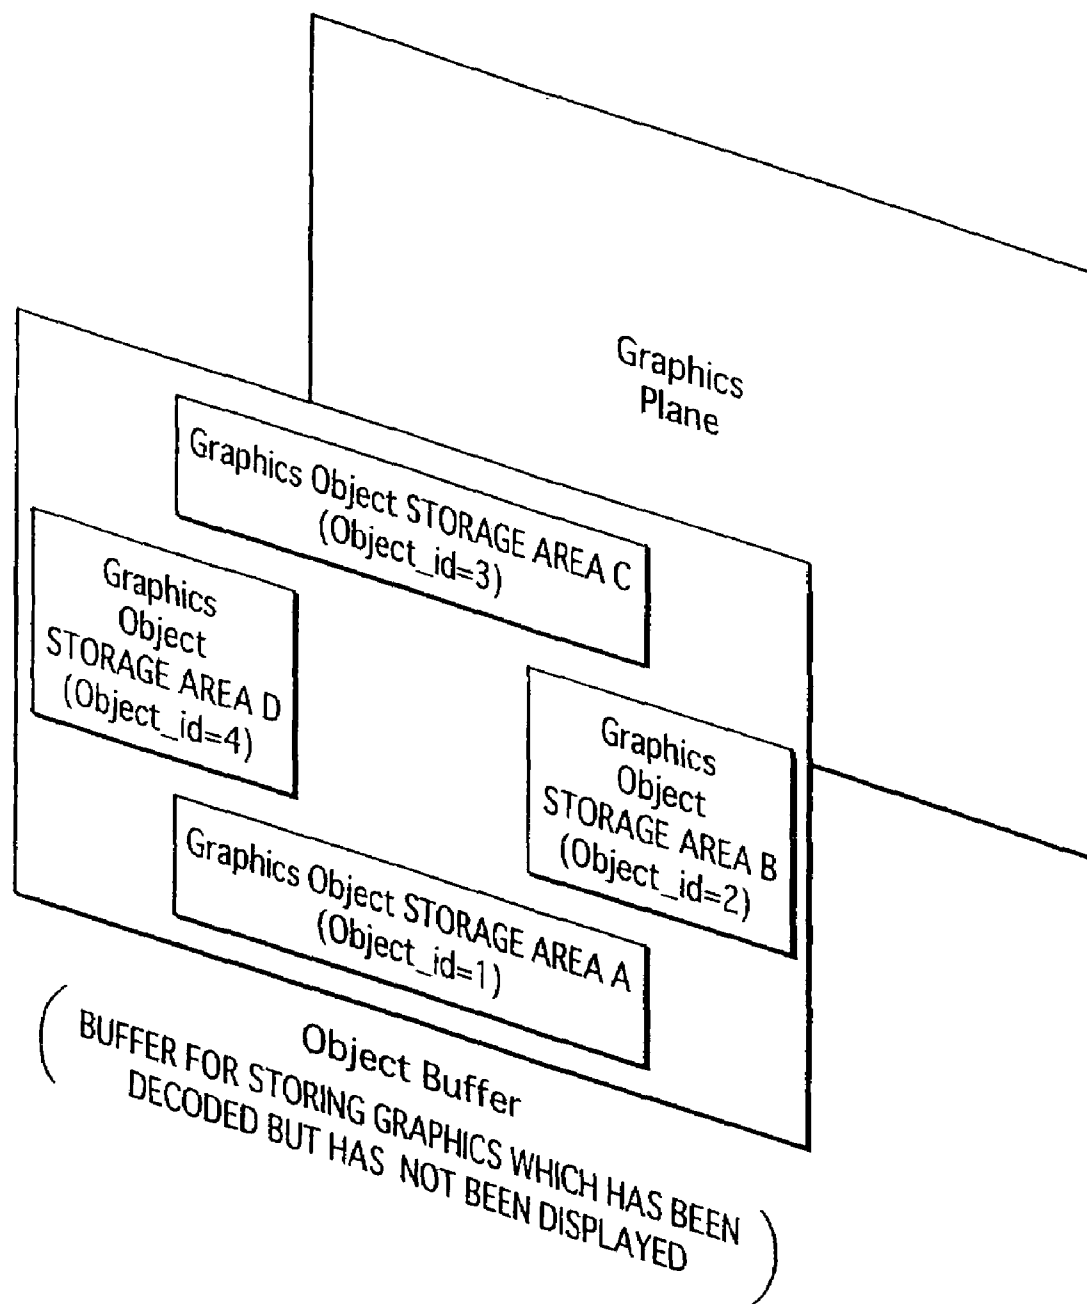 Graphics
Plane
Graphics Object STORAGE AREA C
(Object_id=3)
Graphics
Object
STORAGE AREA D
(Object_id=4)
Graphics
Object
STORAGE AREA B
(Object_id=2)
Graphics Object STORAGE AREA A
(Object_id=1)
Object Buffer
(BUFFER FOR STORING GRAPHICS WHICH HAS BEEN
DECODED BUT HAS NOT BEEN DISPLAYED)